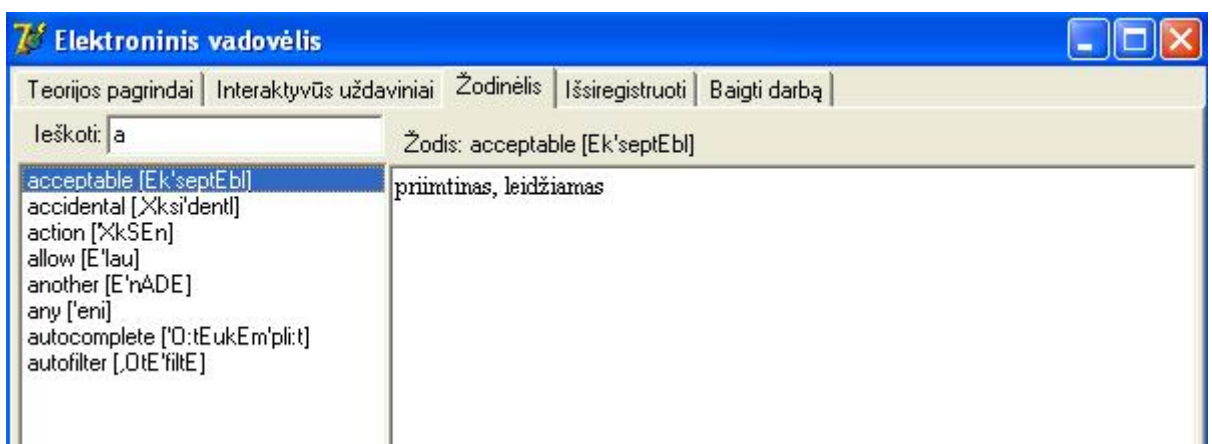 Elektroninis vadovėlis
Teorijos pagrindai Interaktyvūs uždaviniai Žodinėlis Išsiregistruoti Baigti darbą
Ieškoti: a
Žodis: acceptable [Ek'septEbl]
acceptable [Ek'septEbl]
accidental [,Xksi'dentl]
action ['XkSEn]
allow [E'lau]
another [E'nADE]
any ['eni]
autocomplete ['O:tEukEm'pli:t]
autofilter [,OtE'filtE]
priimtinas, leidžiamas